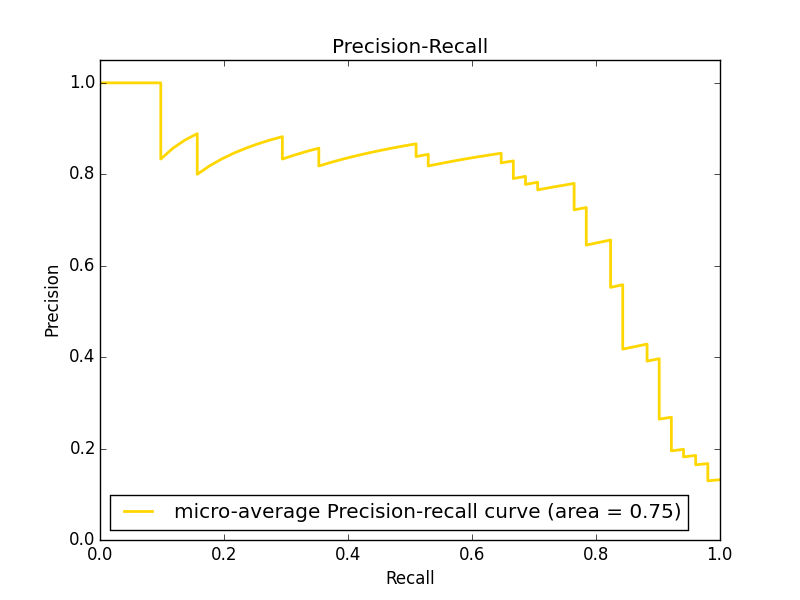 Precision-Recall
1.0
0.8
0.6
0.4
0.2
0.0
Precision
micro-average Precision-recall curve (area = 0.75)
0.0 0.2 0.4 0.6 0.8 1.0
Recall